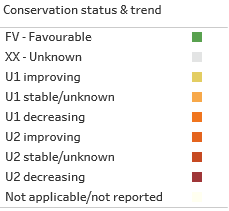 Conservation status & trend
FV - Favourable
XX - Unknown
U1 improving
U1 stable/unknown
U1 decreasing
U2 improving
U2 stable/unknown
U2 decreasing
Not applicable/not reported